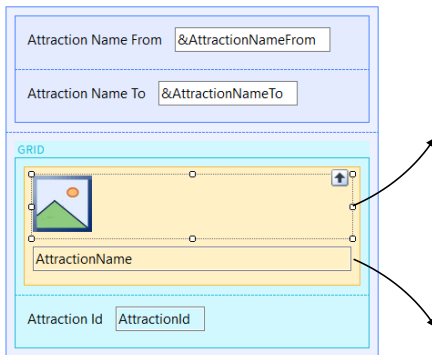 Attraction Name From &AttractionNameFrom
Attraction Name To &AttractionNameTo
GRID
AttractionName
Attraction Id AttractionId